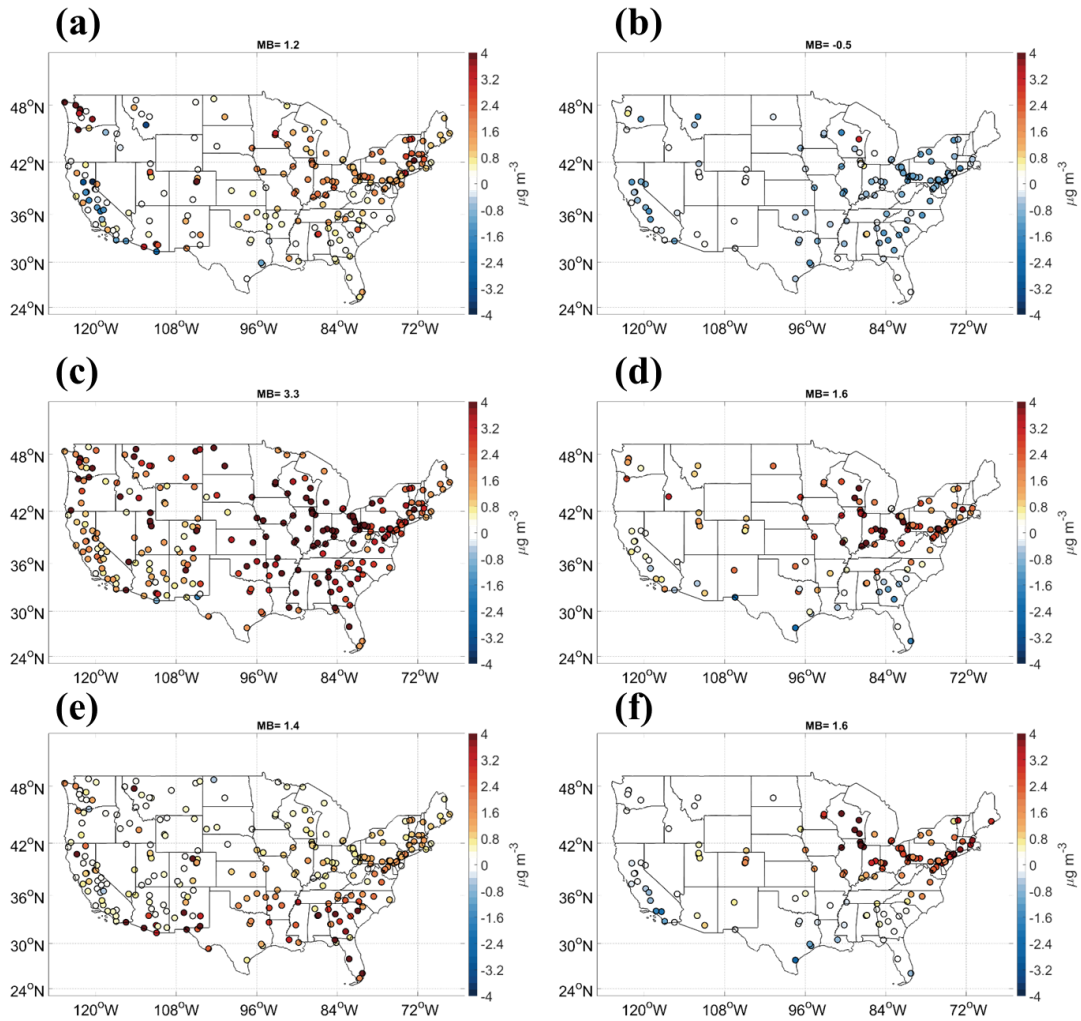 (a)
MB= 1.2
48°N
42°N
36°N
30°N
24°N
120°W 108°W 96°W 84°W 72°W
4
3.2
2.4
1.6
0.8
0
-0.8
-1.6
-2.4
-3.2
-4
μg m-3
(b)
MB= -0.5
48°N
42°N
36°N
30°N
24°N
120°W 108°W 96°W 84°W 72°W
4
3.2
2.4
1.6
0.8
0
-0.8
-1.6
-2.4
-3.2
-4
μg m-3
(c)
MB= 3.3
48°N
42°N
36°N
30°N
24°N
120°W 108°W 96°W 84°W 72°W
4
3.2
2.4
1.6
0.8
0
-0.8
-1.6
-2.4
-3.2
-4
μg m-3
(d)
MB= 1.6
48°N
42°N
36°N
30°N
24°N
120°W 108°W 96°W 84°W 72°W
4
3.2
2.4
1.6
0.8
0
-0.8
-1.6
-2.4
-3.2
-4
μg m-3
(e)
MB= 1.4
48°N
42°N
36°N
30°N
24°N
120°W 108°W 96°W 84°W 72°W
4
3.2
2.4
1.6
0.8
0
-0.8
-1.6
-2.4
-3.2
-4
μg m-3
(f)
MB= 1.6
48°N
42°N
36°N
30°N
24°N
120°W 108°W 96°W 84°W 72°W
4
3.2
2.4
1.6
0.8
0
-0.8
-1.6
-2.4
-3.2
-4
μg m-3